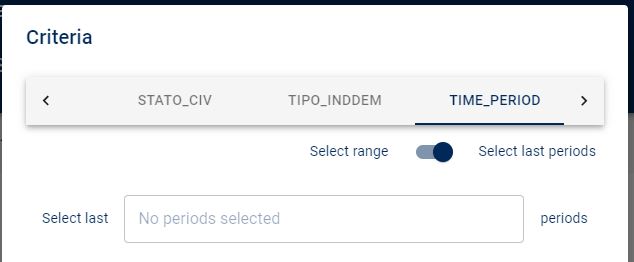 Criteria
STATO_CIV TIPO_INDDEM TIME_PERIOD
Select range Select last periods
Select last No periods selected periods